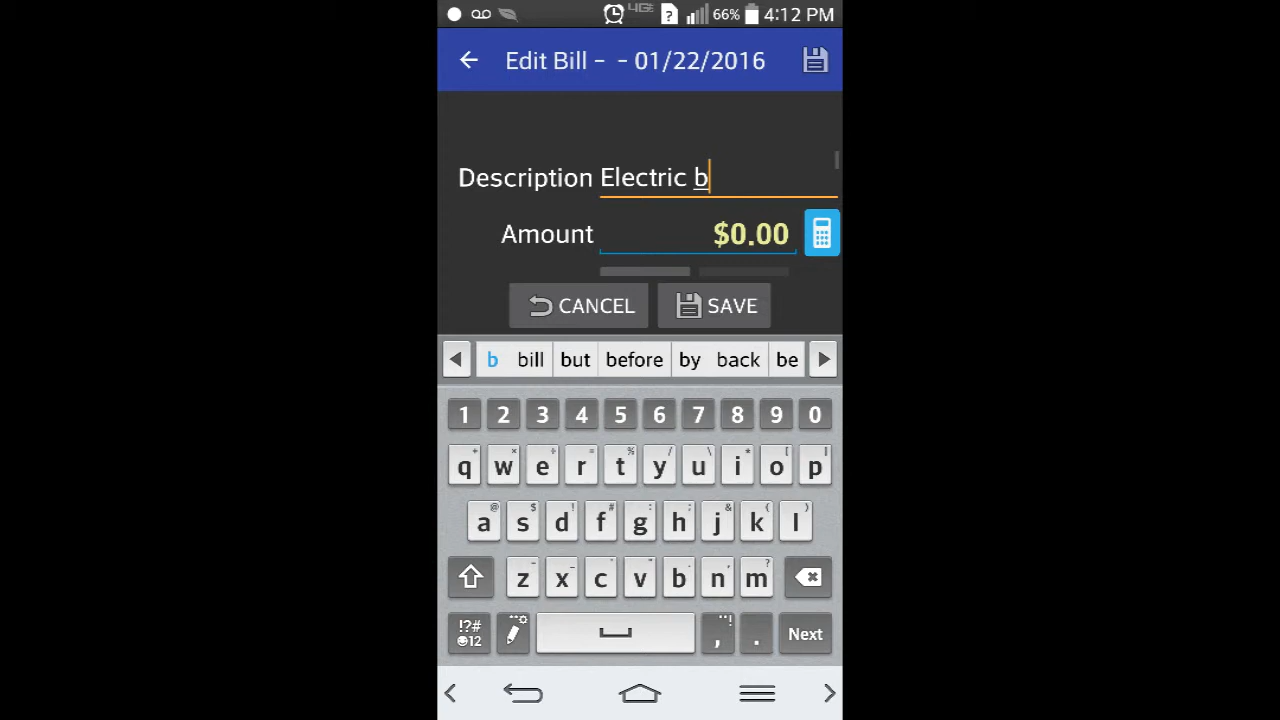 4G 66% 4:12 PM
Edit Bill - - 01/22/2016
Description Electric b
Amount $0.00
CANCEL SAVE
b bill but before by back be
1 2 3 4 5 6 7 8 9 0
q w e r t y u i o p
a s d f g h j k l
z x c v b n m
!?# 12 , . Next